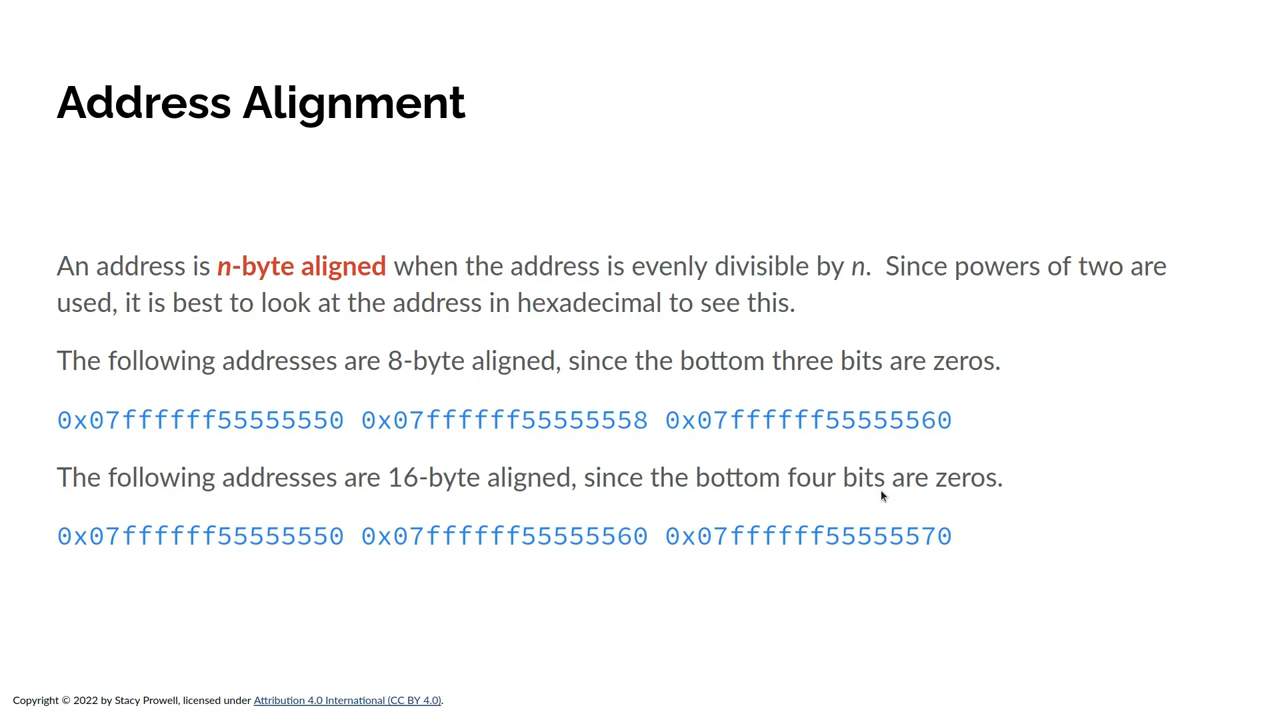 Address Alignment
An address is n-byte aligned when the address is evenly divisible by n.  Since powers of two are
used, it is best to look at the address in hexadecimal to see this.
The following addresses are 8-byte aligned, since the bottom three bits are zeros.
0x07ffffff55555550 0x07ffffff55555558 0x07ffffff55555560
The following addresses are 16-byte aligned, since the bottom four bits are zeros.
0x07ffffff55555550 0x07ffffff55555560 0x07ffffff55555570
Copyright © 2022 by Stacy Prowell, licensed under Attribution 4.0 International (CC BY 4.0).